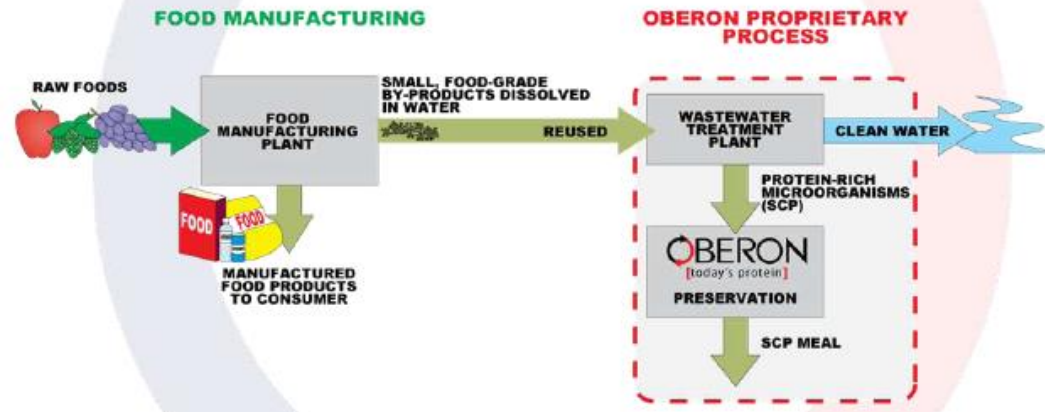 FOOD MANUFACTURING
OBERON PROPRIETARY
PROCESS
RAW FOODS
FOOD
MANUFACTURING
PLANT
SMALL, FOOD-GRADE
BY-PRODUCTS DISSOLVED
IN WATER
REUSED
WASTEWATER
TREATMENT
PLANT
CLEAN WATER
PROTEIN-RICH
MICROORGANISMS
(SCP)
FOOD
FOOD
MANUFACTURED
FOOD PRODUCTS
TO CONSUMER
OBERON
[today's protein]
PRESERVATION
SCP MEAL